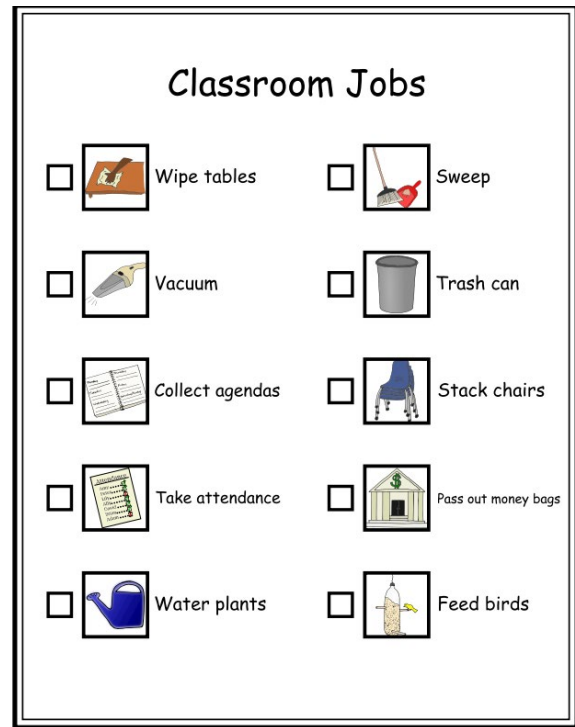 Classroom Jobs
Wipe tables
Sweep
Vacuum
Trash can
Collect agendas
Stack chairs
Take attendance
$
Pass out money bags
Water plants
Feed birds